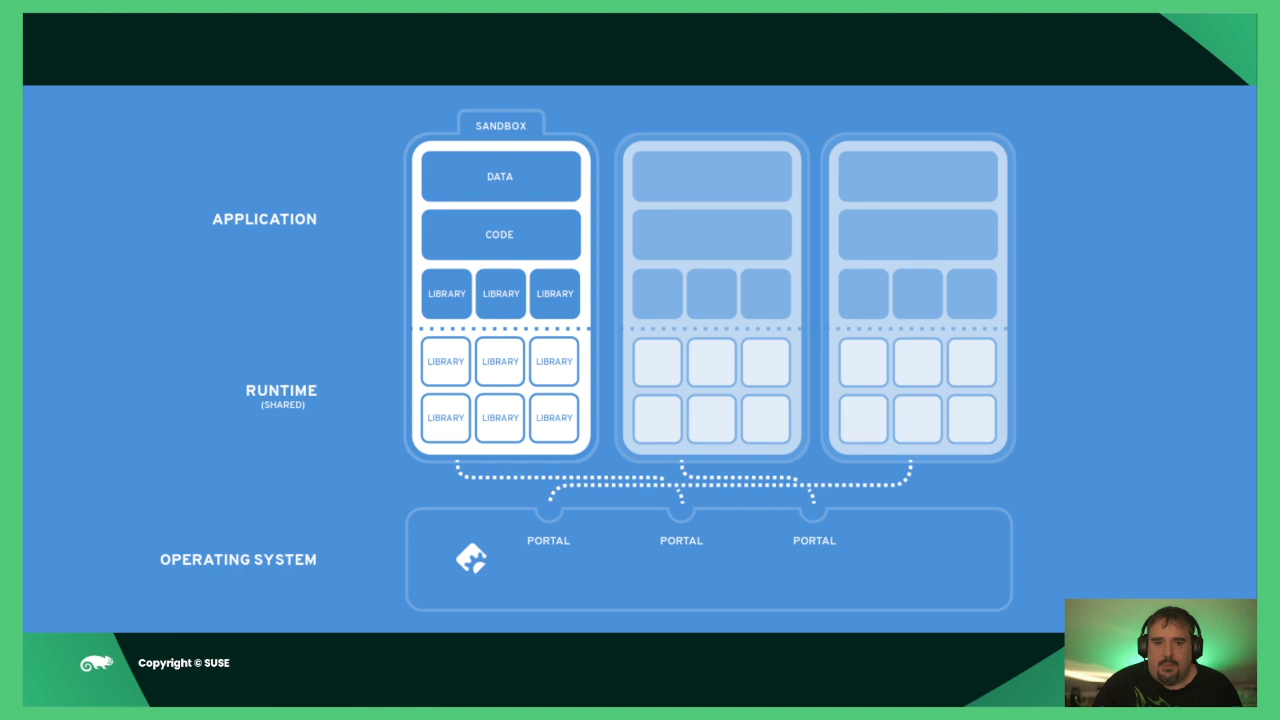 SANDBOX
DATA
APPLICATION
CODE
LIBRARY LIBRARY LIBRARY
LIBRARY LIBRARY LIBRARY
RUNTIME
(SHARED)
LIBRARY LIBRARY LIBRARY
PORTAL PORTAL PORTAL
OPERATING SYSTEM
Copyright © SUSE